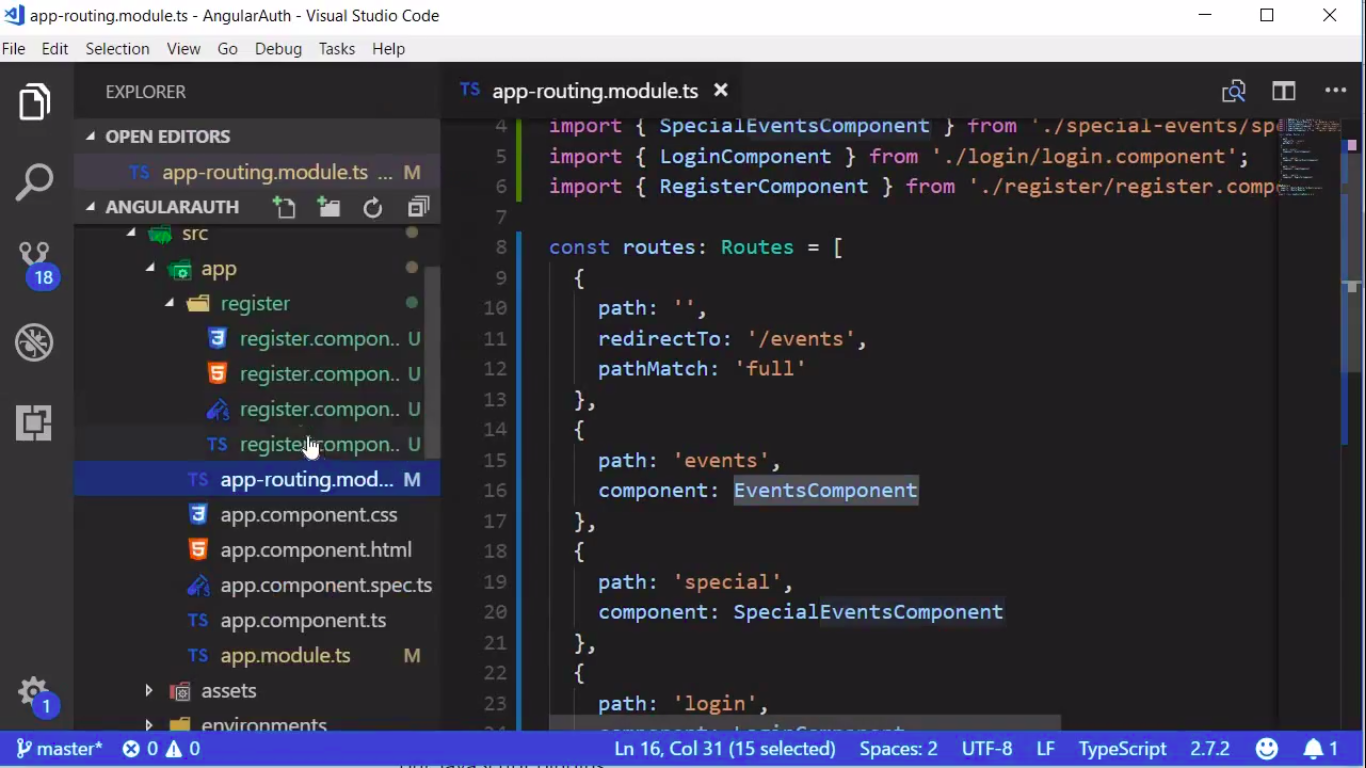 app-routing.module.ts - AngularAuth - Visual Studio Code
File Edit Selection View Go Debug Tasks Help
EXPLORER
OPEN EDITORS
TS app-routing.module.ts ... M
ANGULARAUTH
src
app
register
register.compon.. U
register.compon.. U
register.compon.. U
TS register.compon.. U
TS app-routing.mod... M
app.component.css
app.component.html
app.component.spec.ts
TS app.component.ts
TS app.module.ts M
assets
environments
18
1
TS app-routing.module.ts
4 import { SpecialEventsComponent } from './special-events/sp
5 import { LoginComponent } from './login/login.component';
6 import { RegisterComponent } from './register/register.comp
7
8 const routes: Routes = [
9 {
10 path: '',
11 redirectTo: '/events',
12 pathMatch: 'full'
13 },
14 {
15 path: 'events',
16 component: EventsComponent
17 },
18 {
19 path: 'special',
20 component: SpecialEventsComponent
21 },
22 {
23 path: 'login',
master* 0 0 Ln 16, Col 31 (15 selected) Spaces: 2 UTF-8 LF TypeScript 2.7.2 1